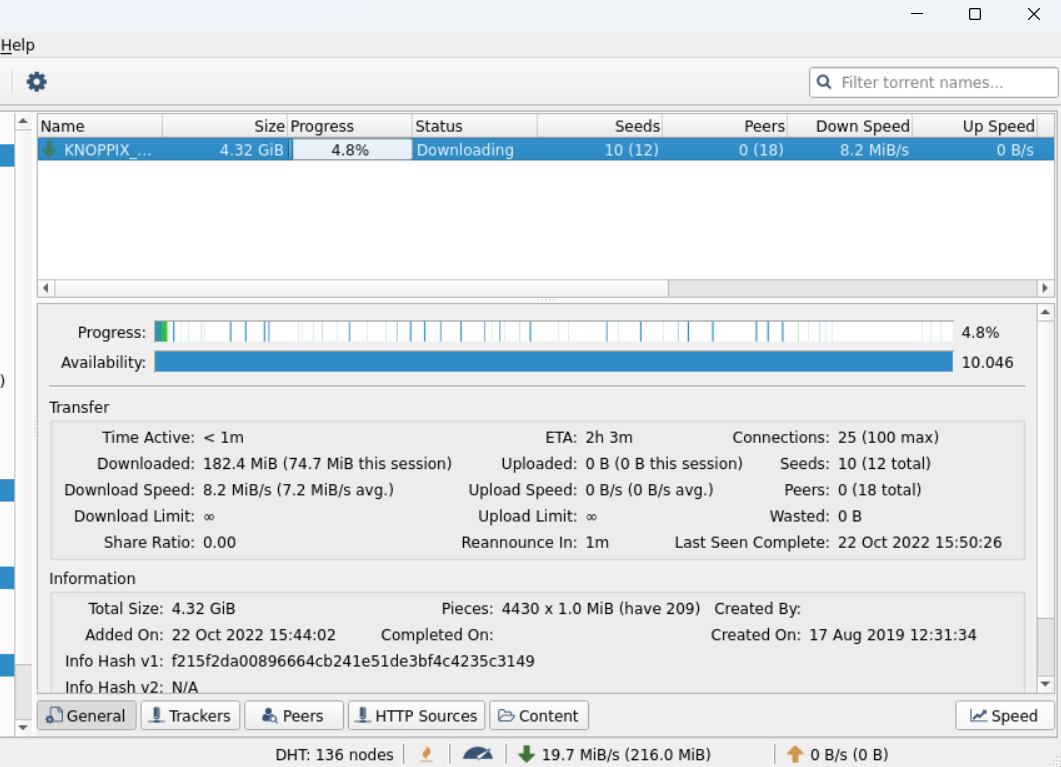 Help
Filter torrent names...
Name Size Progress Status Seeds Peers Down Speed Up Speed
KNOPPIX_... 4.32 GiB 4.8% Downloading 10 (12) 0 (18) 8.2 MiB/s 0 B/s
Progress: 4.8%
Availability: 10.046
)
Transfer
Time Active: < 1m ETA: 2h 3m Connections: 25 (100 max)
Downloaded: 182.4 MiB (74.7 MiB this session) Uploaded: 0 B (0 B this session) Seeds: 10 (12 total)
Download Speed: 8.2 MiB/s (7.2 MiB/s avg.) Upload Speed: 0 B/s (0 B/s avg.) Peers: 0 (18 total)
Download Limit: ∞ Upload Limit: ∞ Wasted: 0 B
Share Ratio: 0.00 Reannounce In: 1m Last Seen Complete: 22 Oct 2022 15:50:26
Information
Total Size: 4.32 GiB Pieces: 4430 x 1.0 MiB (have 209) Created By:
Added On: 22 Oct 2022 15:44:02 Completed On: Created On: 17 Aug 2019 12:31:34
Info Hash v1: f215f2da00896664cb241e51de3bf4c4235c3149
Info Hash v2: N/A
General Trackers Peers HTTP Sources Content Speed
DHT: 136 nodes 19.7 MiB/s (216.0 MiB) 0 B/s (0 B)